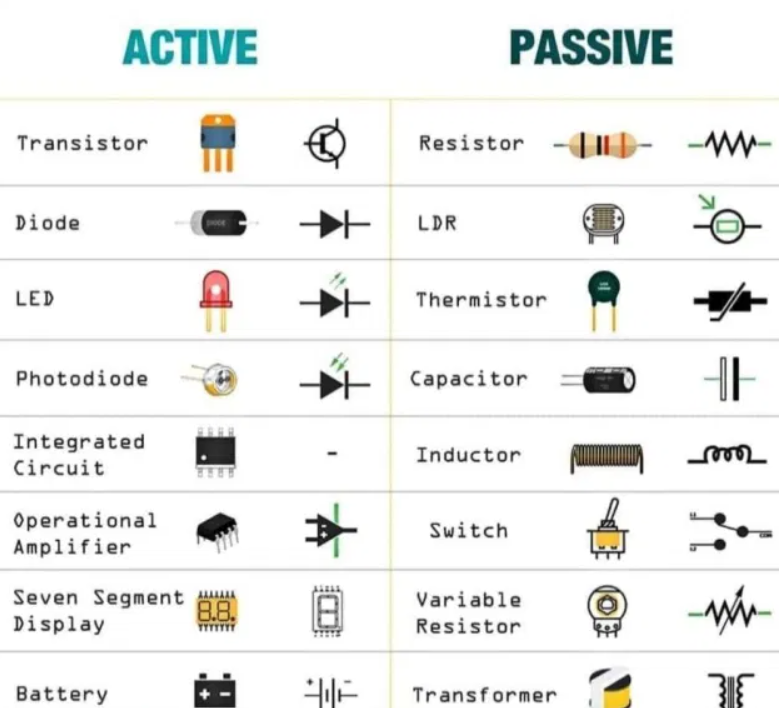 ACTIVE PASSIVE
Transistor Resistor
Diode DIODE LDR
LED Thermistor
Photodiode Capacitor
Integrated
Circuit
Inductor
Operational
Amplifier
Switch
Seven Segment
Display
Variable
Resistor
Battery Transformer